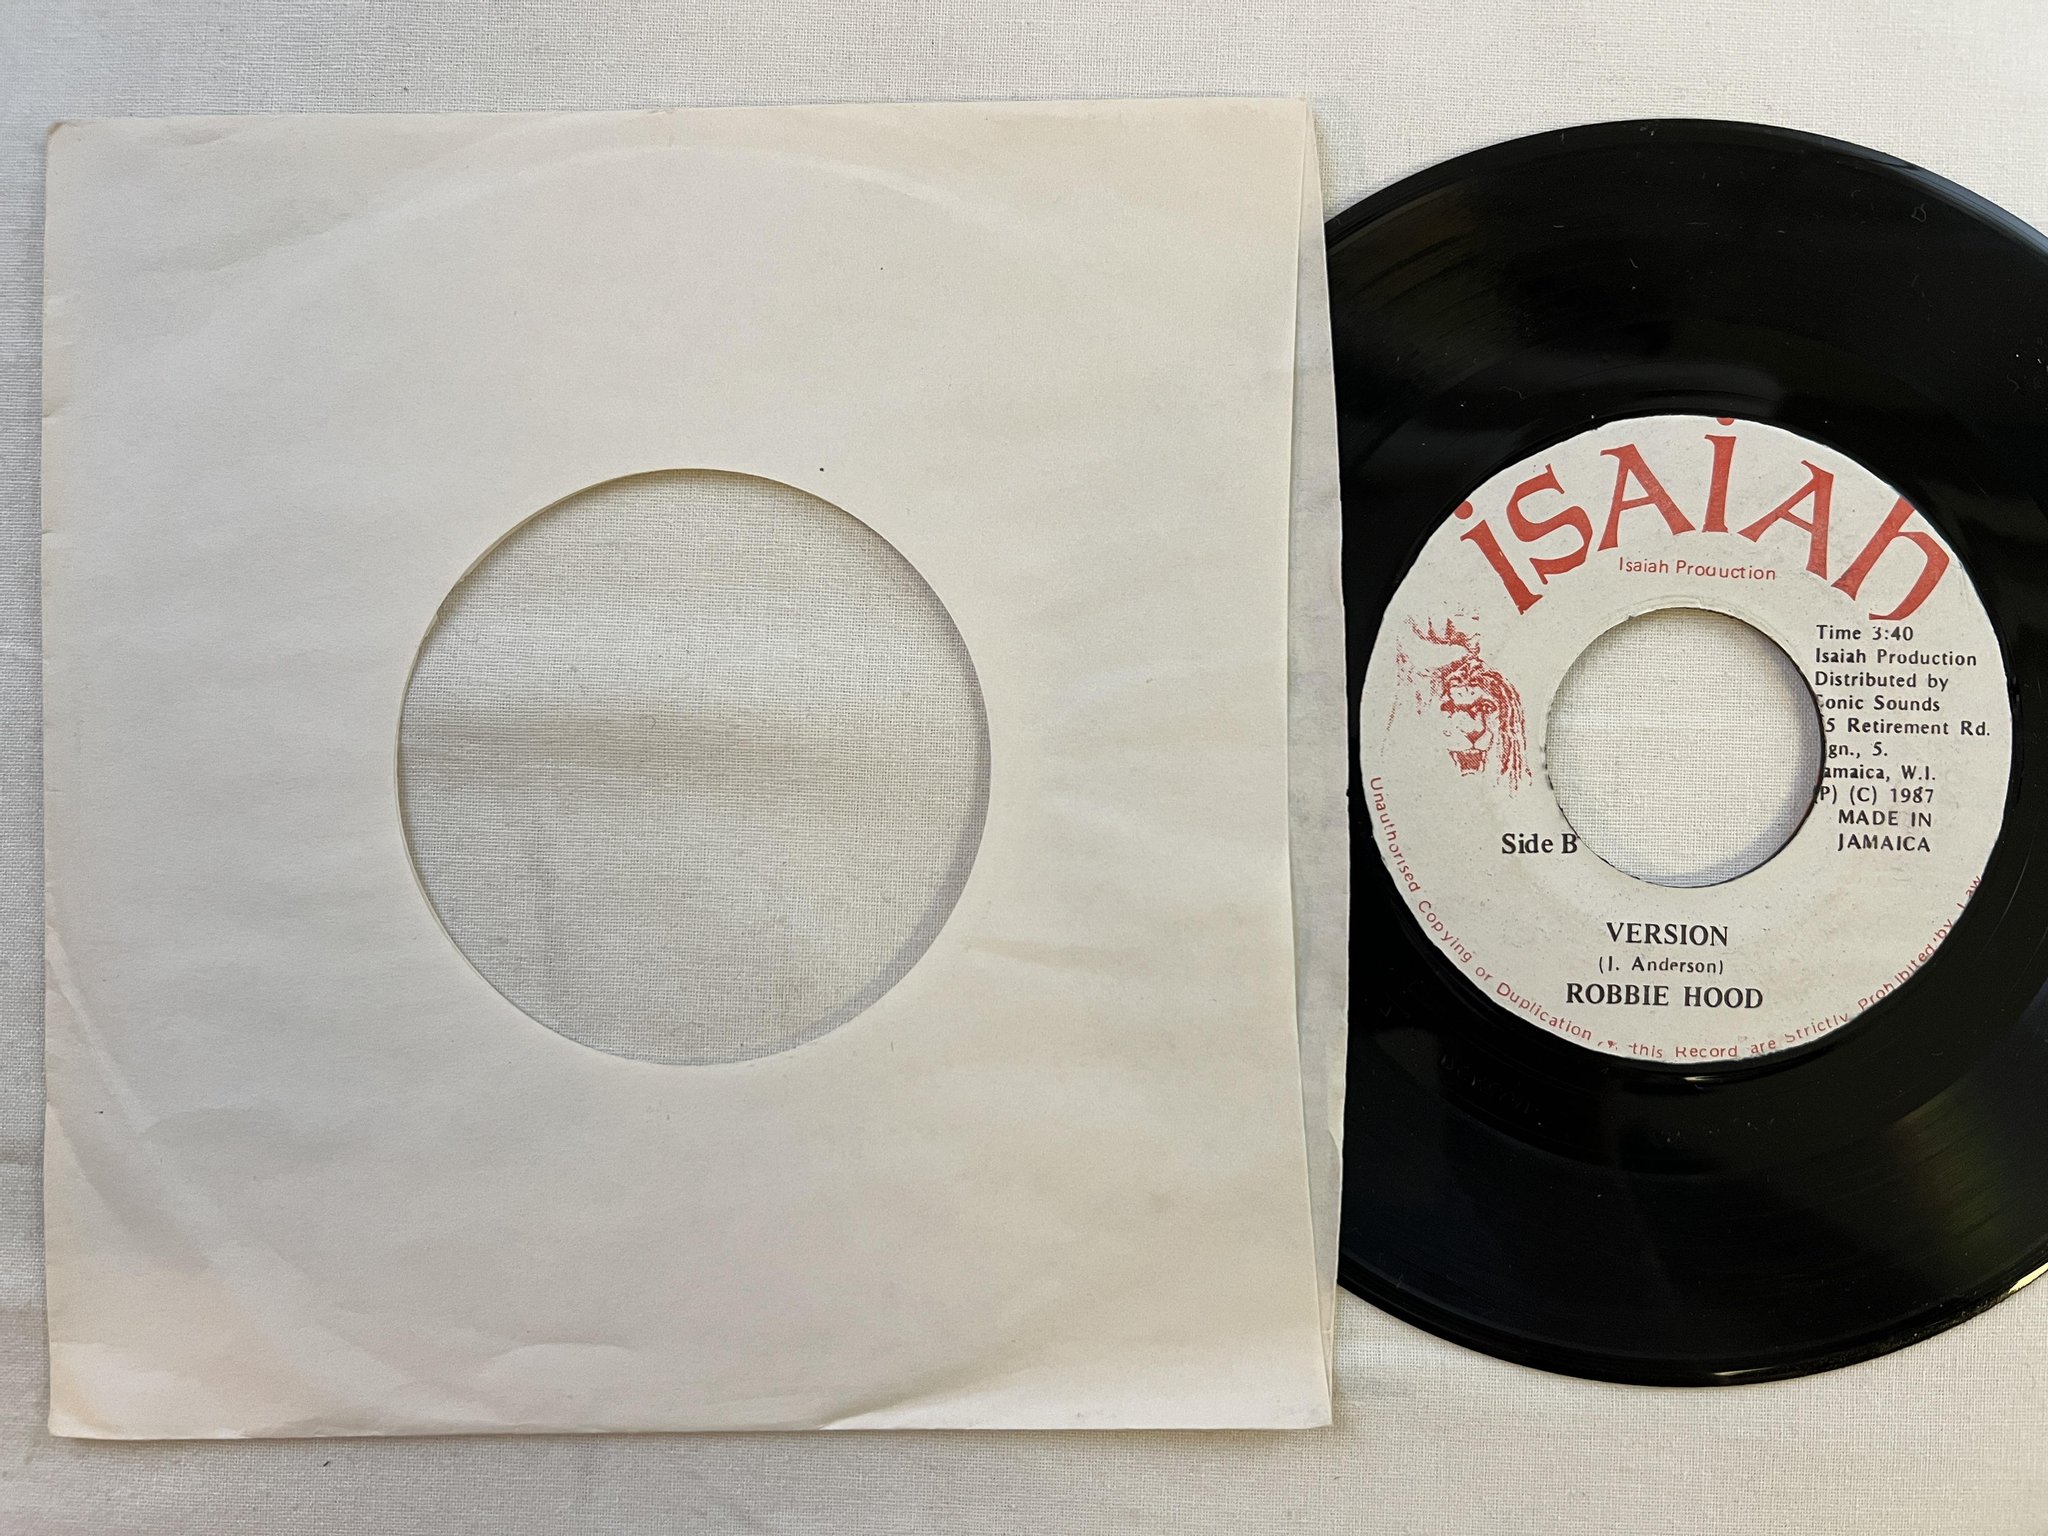 isaiah
Isaiah Production
Time 3:40
Isaiah Production
Distributed by
Sonic Sounds
5 Retirement Rd.
gn., 5.
amaica, W.I.
P) (C) 1987
MADE IN
JAMAICA
Side B
VERSION
(I. Anderson)
ROBBIE HOOD
Unauthorised Copying or Duplication this Record are Strictly Prohibited by Law